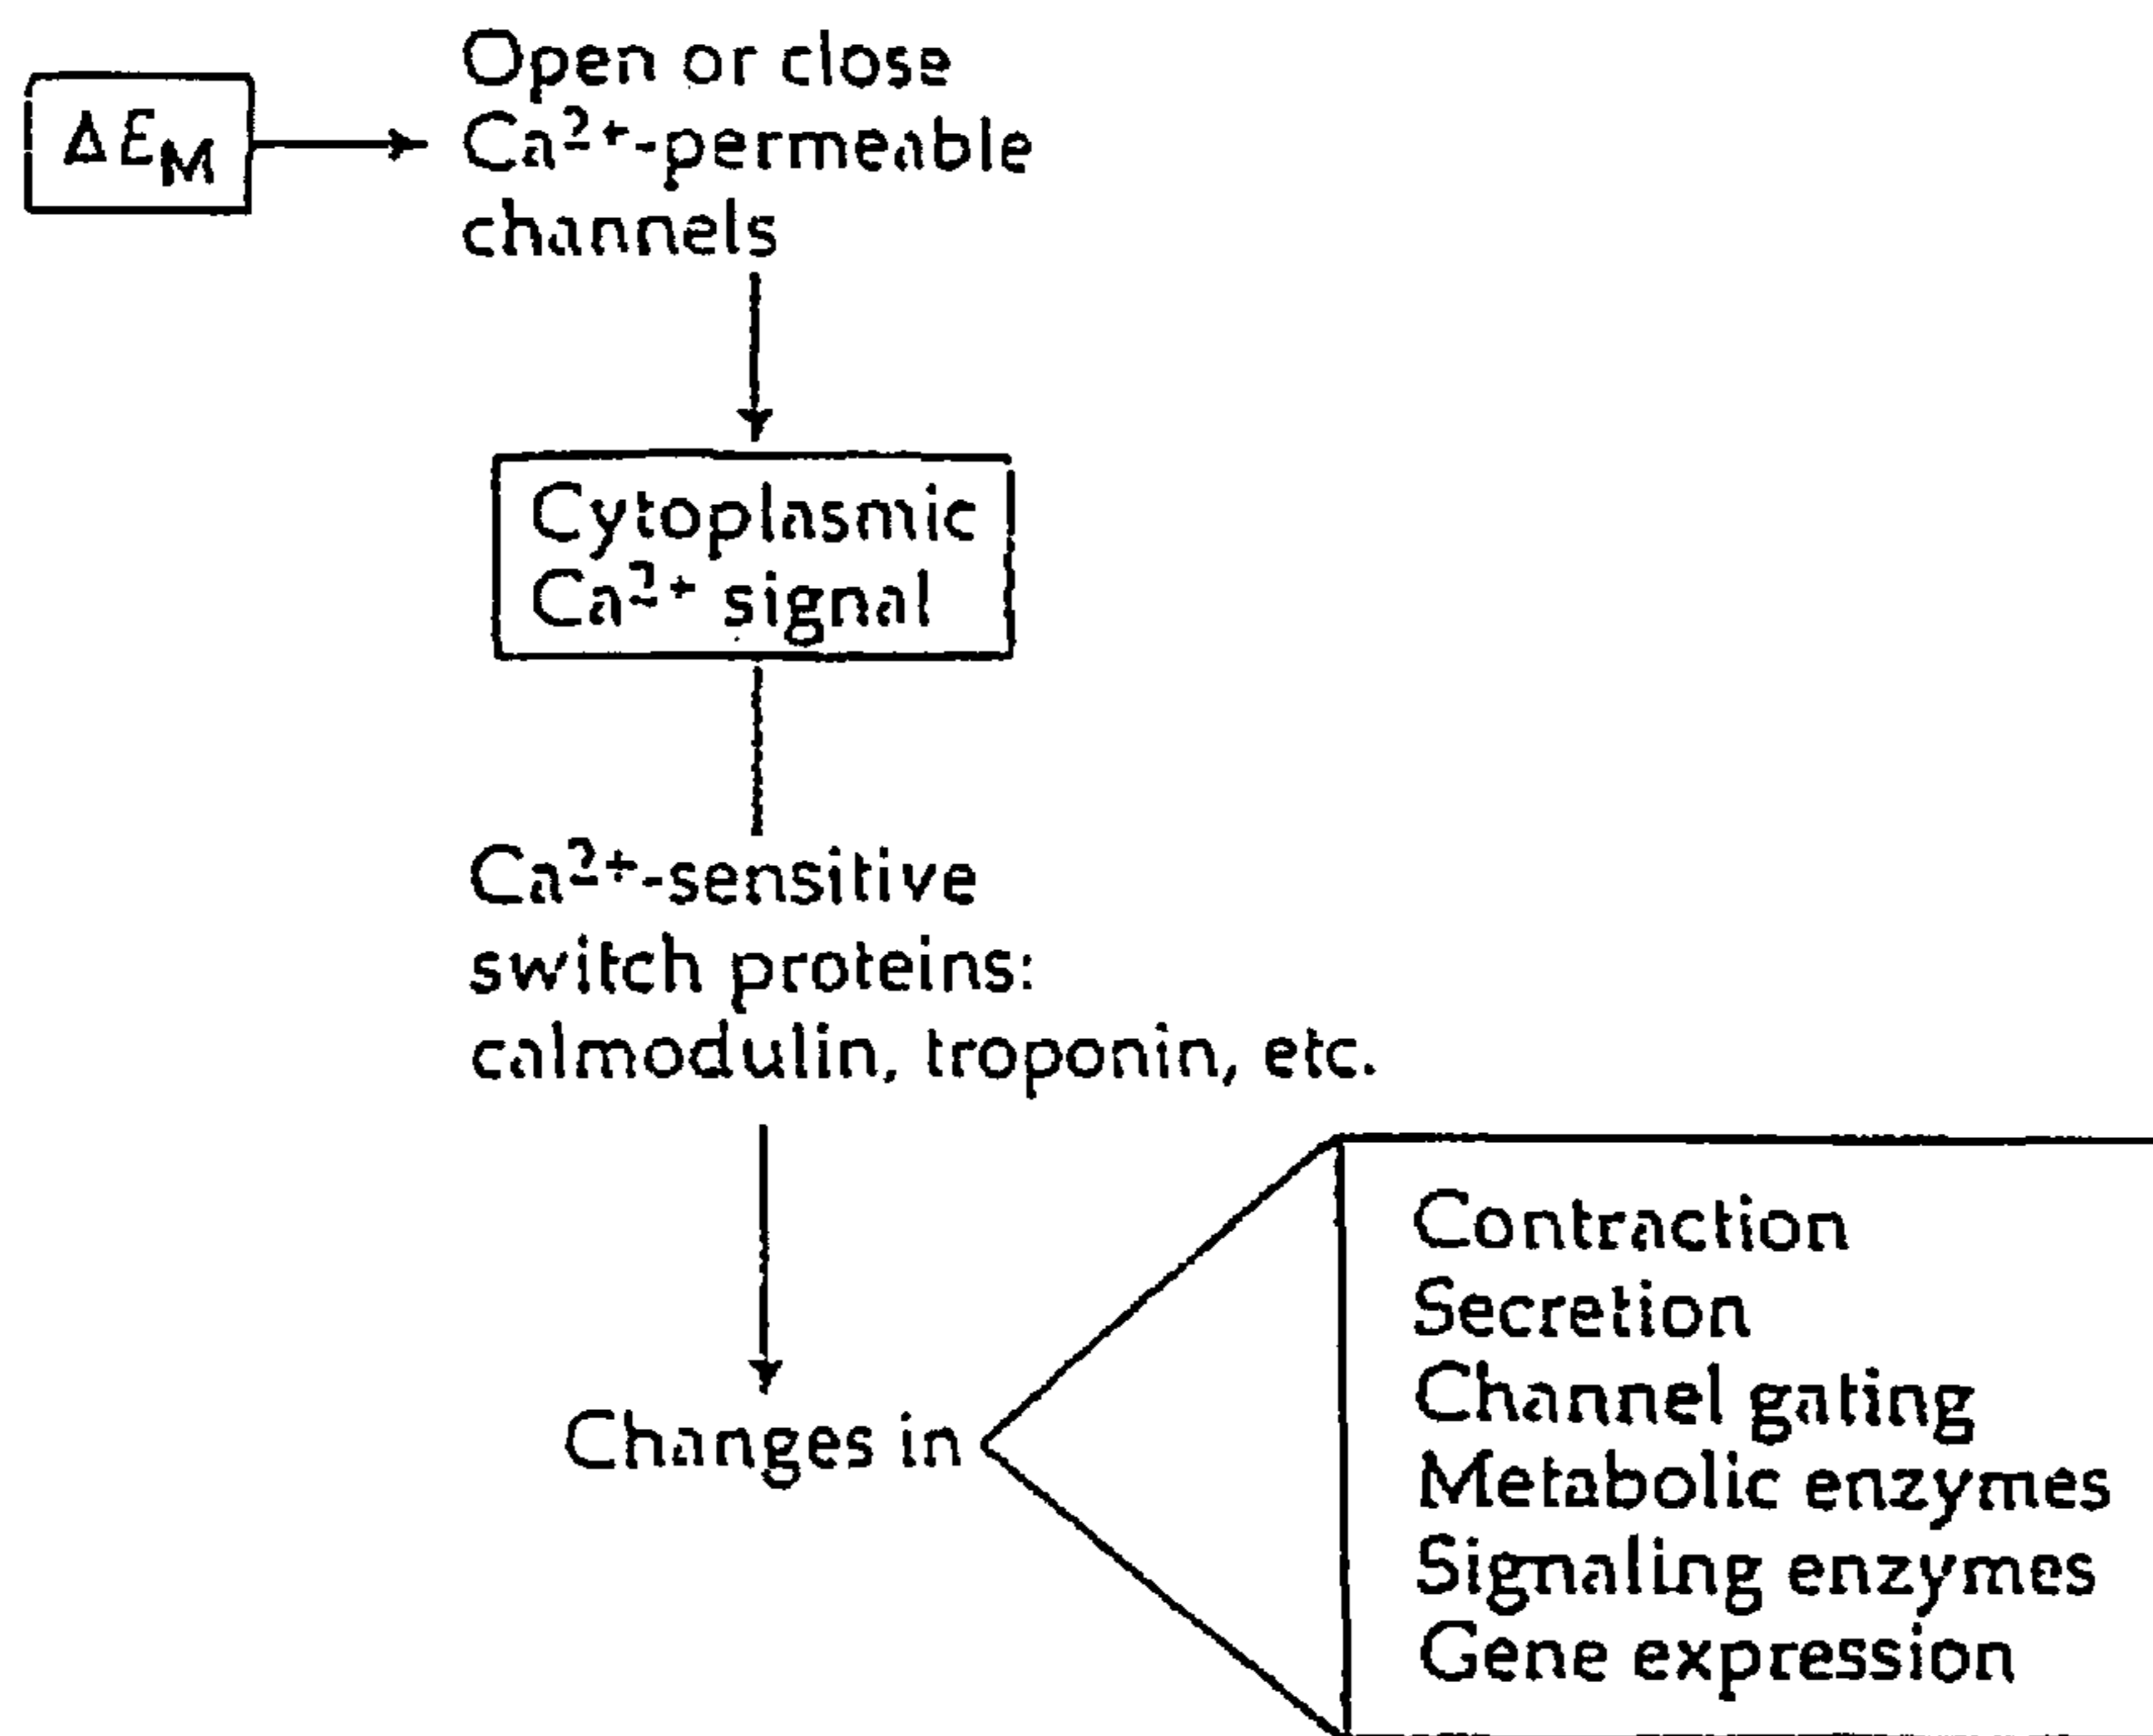 ΔEM
Open or close
Ca²⁺-permeable
channels
Cytoplasmic
Ca²⁺ signal
Ca²⁺-sensitive
switch proteins:
calmodulin, troponin, etc.
Changes in
Contraction
Secretion
Channel gating
Metabolic enzymes
Signaling enzymes
Gene expression